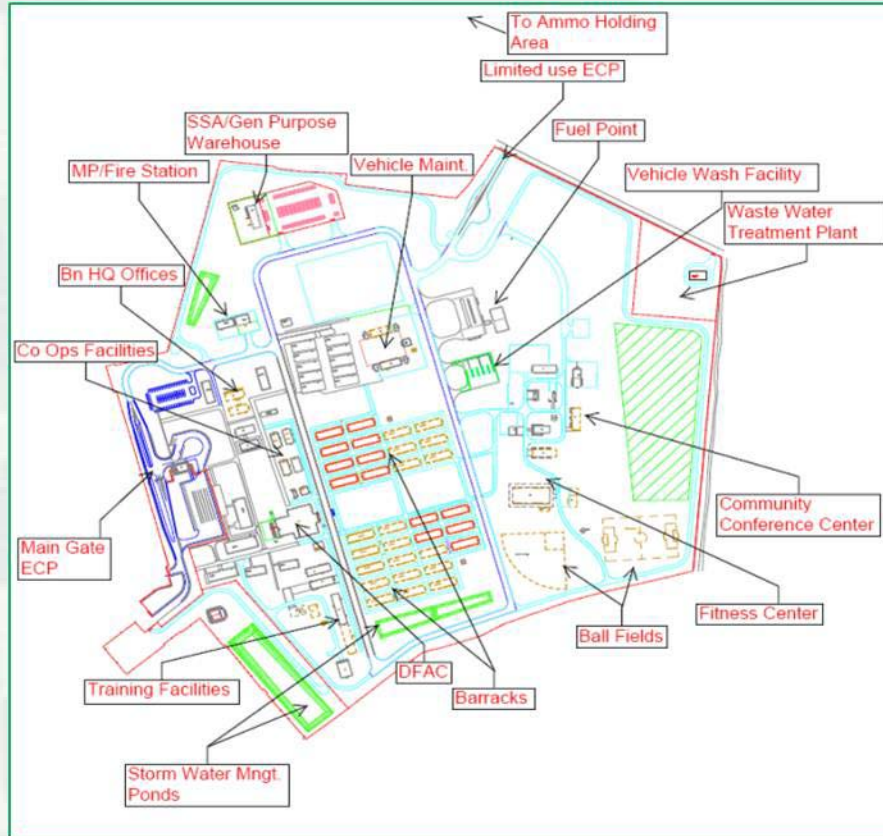 To Ammo Holding
Area
Limited use ECP
SSA/Gen Purpose
Warehouse
Fuel Point
Vehicle Maint.
MP/Fire Station
Vehicle Wash Facility
Waste Water
Treatment Plant
Bn HQ Offices
Co Ops Facilities
Main Gate
ECP
Community
Conference Center
Fitness Center
Ball Fields
DFAC
Training Facilities
Barracks
Storm Water Mngt.
Ponds